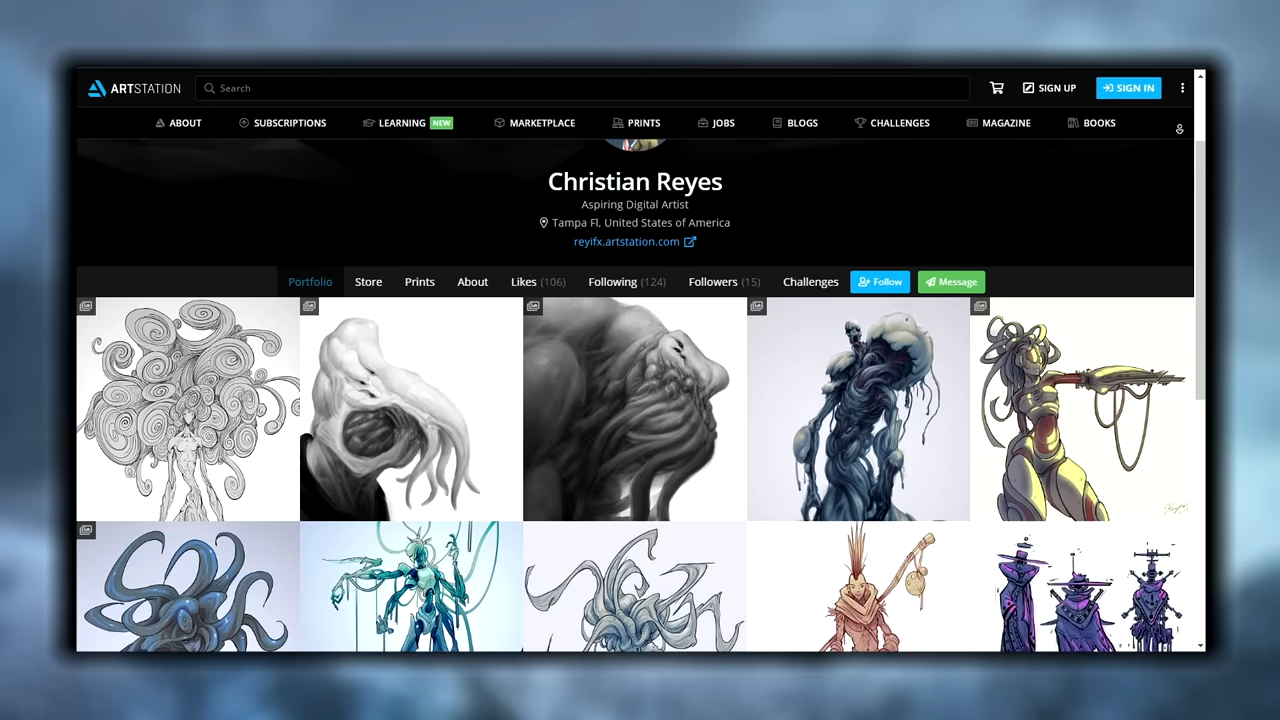 ARTSTATION
Search
SIGN UP
SIGN IN
ABOUT
SUBSCRIPTIONS
LEARNING NEW
MARKETPLACE
PRINTS
JOBS
BLOGS
CHALLENGES
MAGAZINE
BOOKS
Christian Reyes
Aspiring Digital Artist
Tampa Fl, United States of America
reyifx.artstation.com
Portfolio
Store
Prints
About
Likes (106)
Following (124)
Followers (15)
Challenges
Follow
Message